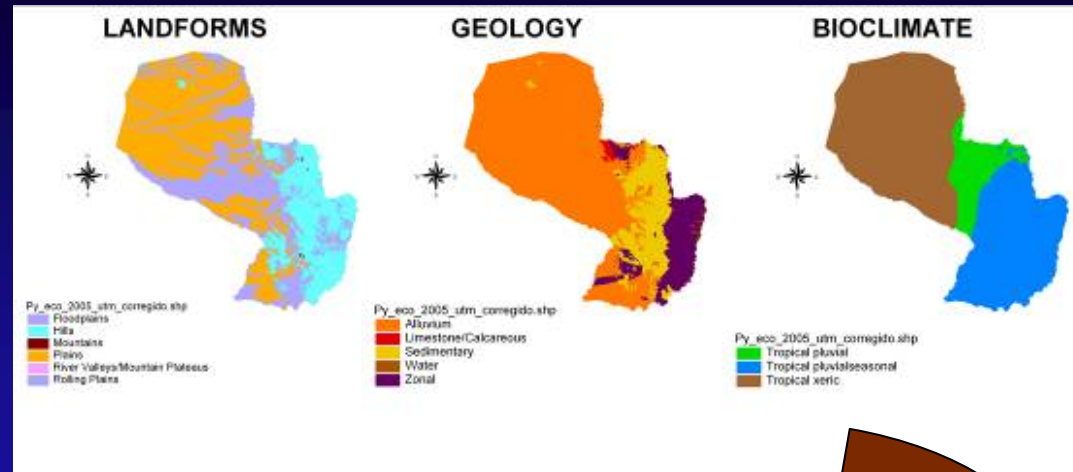 LANDFORMS
Py_eco_2005_utm_corregido.shp
Floodplains
Hills
Mountains
Plains
River Valleys/Mountain Plateaus
Rolling Plains
GEOLOGY
Py_eco_2005_utm_corregido.shp
Alluvium
Limestone/Calcareous
Sedimentary
Water
Zonal
BIOCLIMATE
Py_eco_2005_utm_corregido.shp
Tropical pluvial
Tropical pluvialseasonal
Tropical xeric